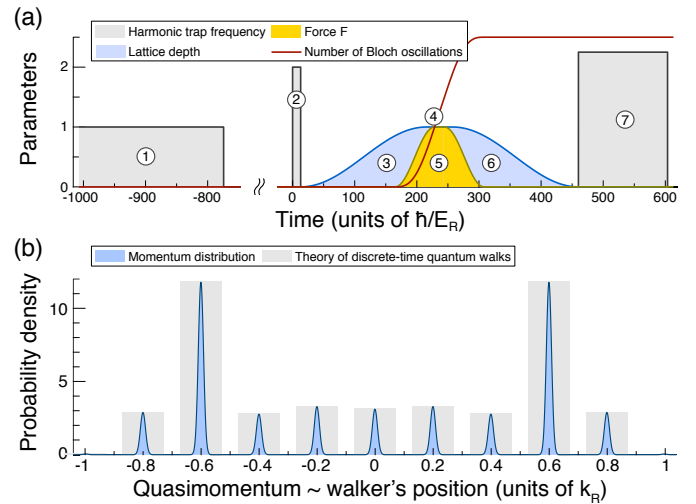 (a)
Harmonic trap frequency
Force F
Lattice depth
Number of Bloch oscillations
Parameters
2
1
0
1
2
3
4
5
6
7
-1000 -900 -800 0 100 200 300 400 500 600
Time (units of ħ/E_R)
(b)
Momentum distribution
Theory of discrete-time quantum walks
Probability density
10
5
0
-1 -0.8 -0.6 -0.4 -0.2 0 0.2 0.4 0.6 0.8 1
Quasimomentum ~ walker's position (units of k_R)